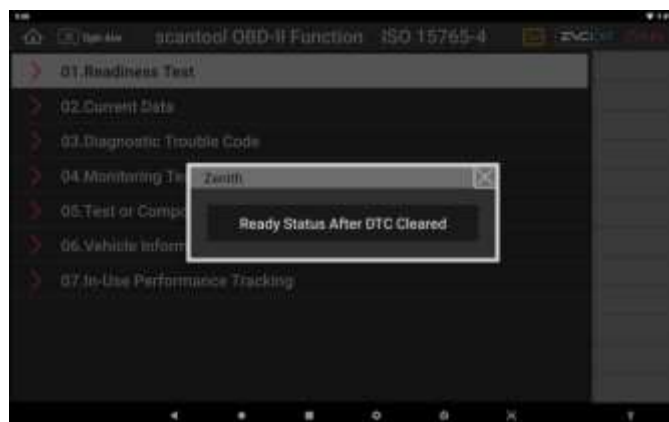 scantool OBD-II Function ISO 15765-4
01.Readiness Test
02.Current Data
03.Diagnostic Trouble Code
04.Monitoring Te
Zenith
05.Test or Compo
Ready Status After DTC Cleared
06.Vehicle Inform
07.In-Use Performance Tracking